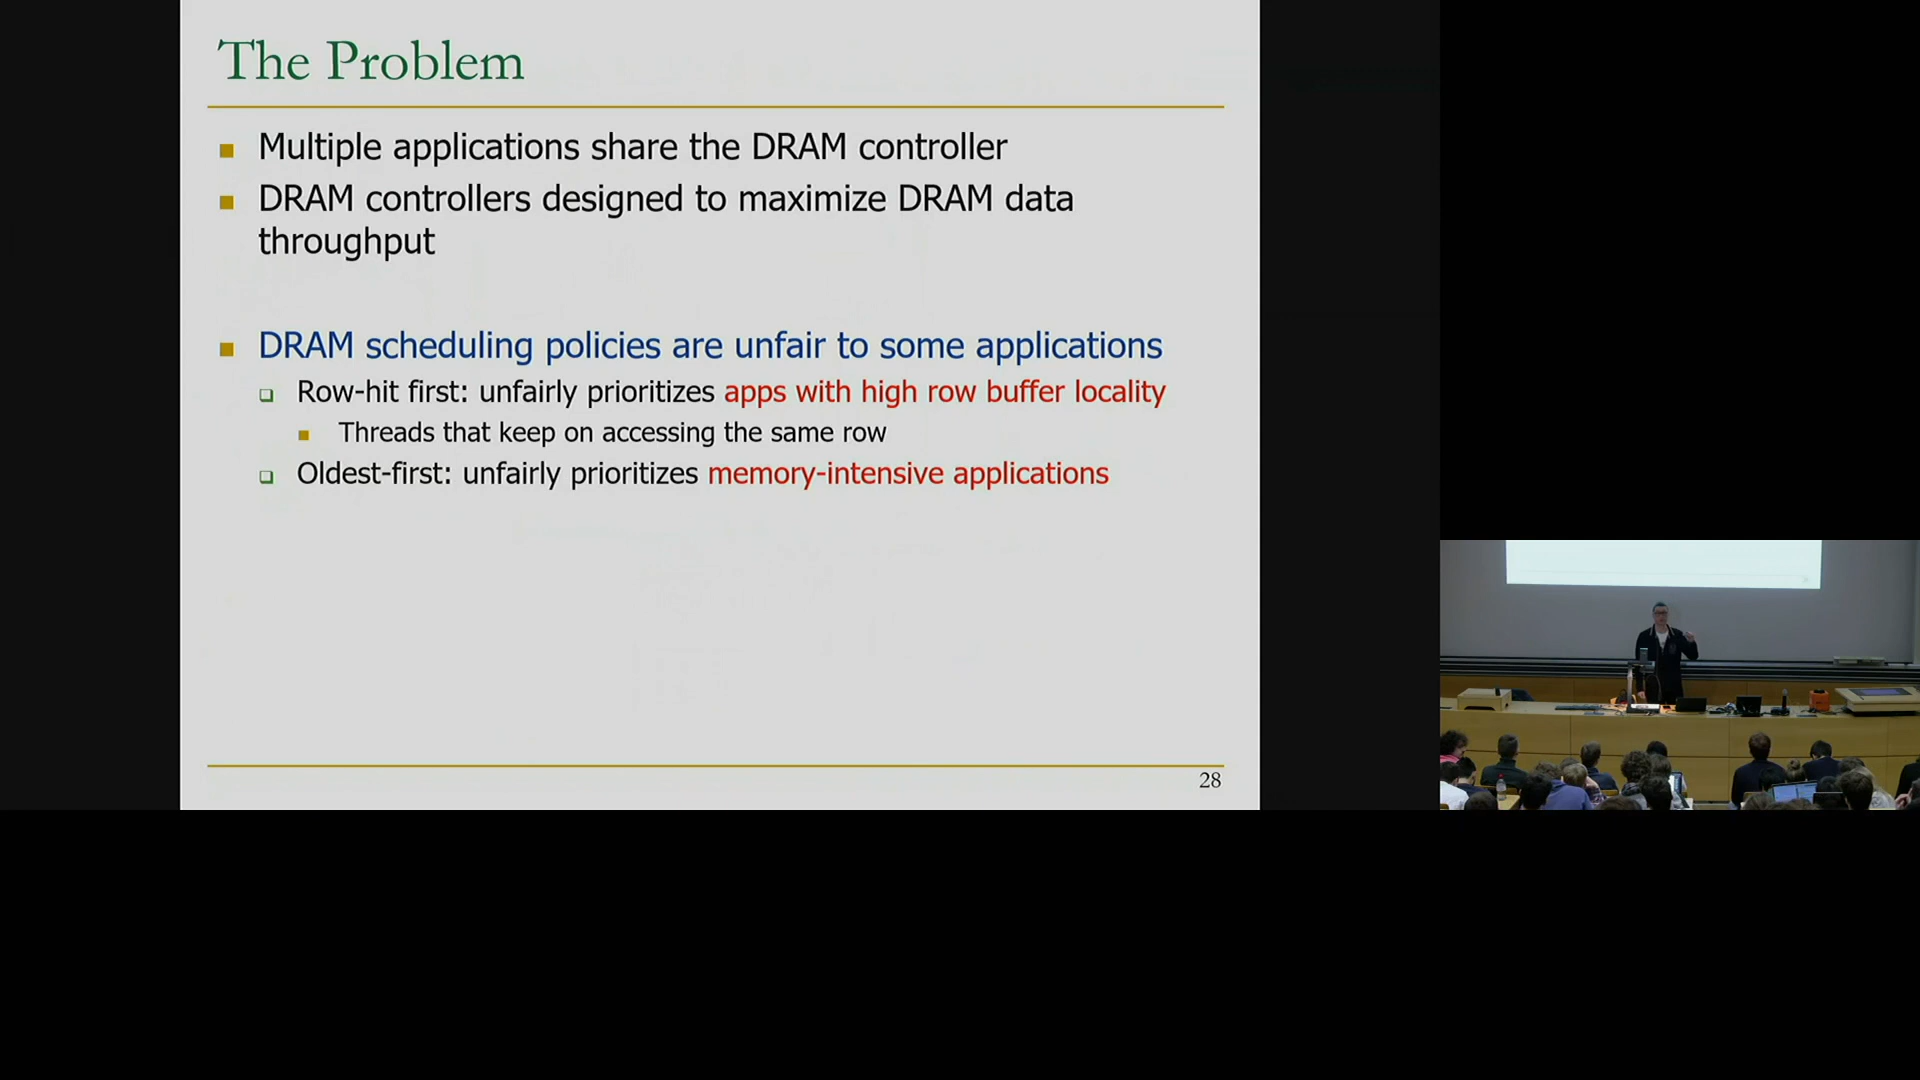 The Problem
Multiple applications share the DRAM controller
DRAM controllers designed to maximize DRAM data
throughput
DRAM scheduling policies are unfair to some applications
Row-hit first: unfairly prioritizes apps with high row buffer locality
Threads that keep on accessing the same row
Oldest-first: unfairly prioritizes memory-intensive applications
28